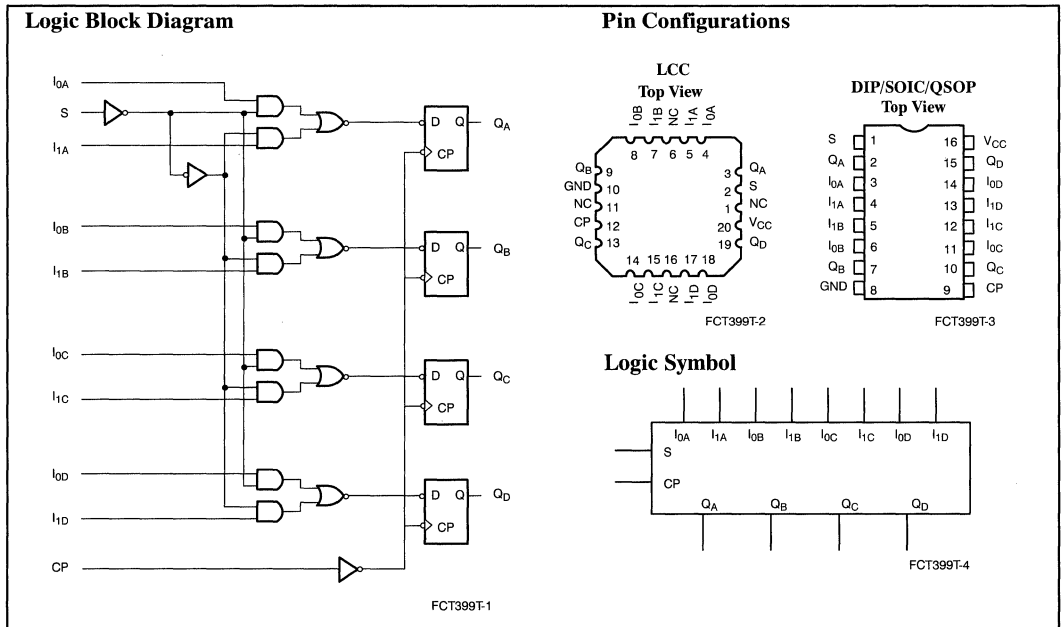 Logic Block Diagram
I0A
S
I1A
I0B
I1B
I0C
I1C
I0D
I1D
CP
D Q
CP
QA
D Q
CP
QB
D Q
CP
QC
D Q
CP
QD
FCT399T-1
Pin Configurations
LCC
Top View
I0B I1B NC I1A I0A
8 7 6 5 4
QB 9
GND 10
NC 11
CP 12
QC 13
3 QA
2 S
1 NC
20 VCC
19 QD
14 15 16 17 18
I0C I1C NC I1D I0D
FCT399T-2
DIP/SOIC/QSOP
Top View
S 1 16 VCC
QA 2 15 QD
I0A 3 14 I0D
I1A 4 13 I1D
I1B 5 12 I1C
I0B 6 11 I0C
QB 7 10 QC
GND 8 9 CP
FCT399T-3
Logic Symbol
I0A I1A I0B I1B I0C I1C I0D I1D
S
CP
QA QB QC QD
FCT399T-4